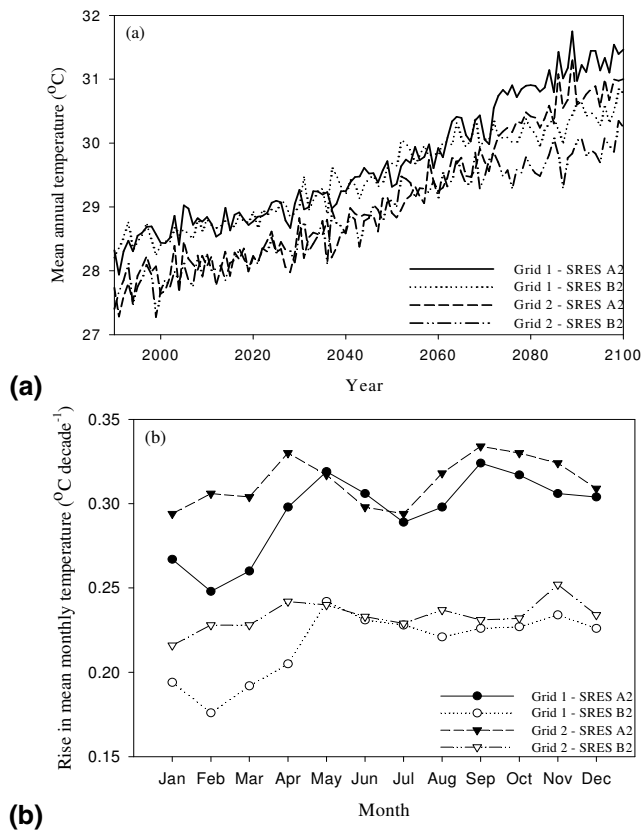 (a)
32
31
30
29
28
27
Mean annual temperature (°C)
2000 2020 2040 2060 2080 2100
Year
Grid 1 - SRES A2
Grid 1 - SRES B2
Grid 2 - SRES A2
Grid 2 - SRES B2
(a)
(b)
0.35
0.30
0.25
0.20
0.15
Rise in mean monthly temperature (°C decade⁻¹)
Jan Feb Mar Apr May Jun Jul Aug Sep Oct Nov Dec
Month
Grid 1 - SRES A2
Grid 1 - SRES B2
Grid 2 - SRES A2
Grid 2 - SRES B2
(b)